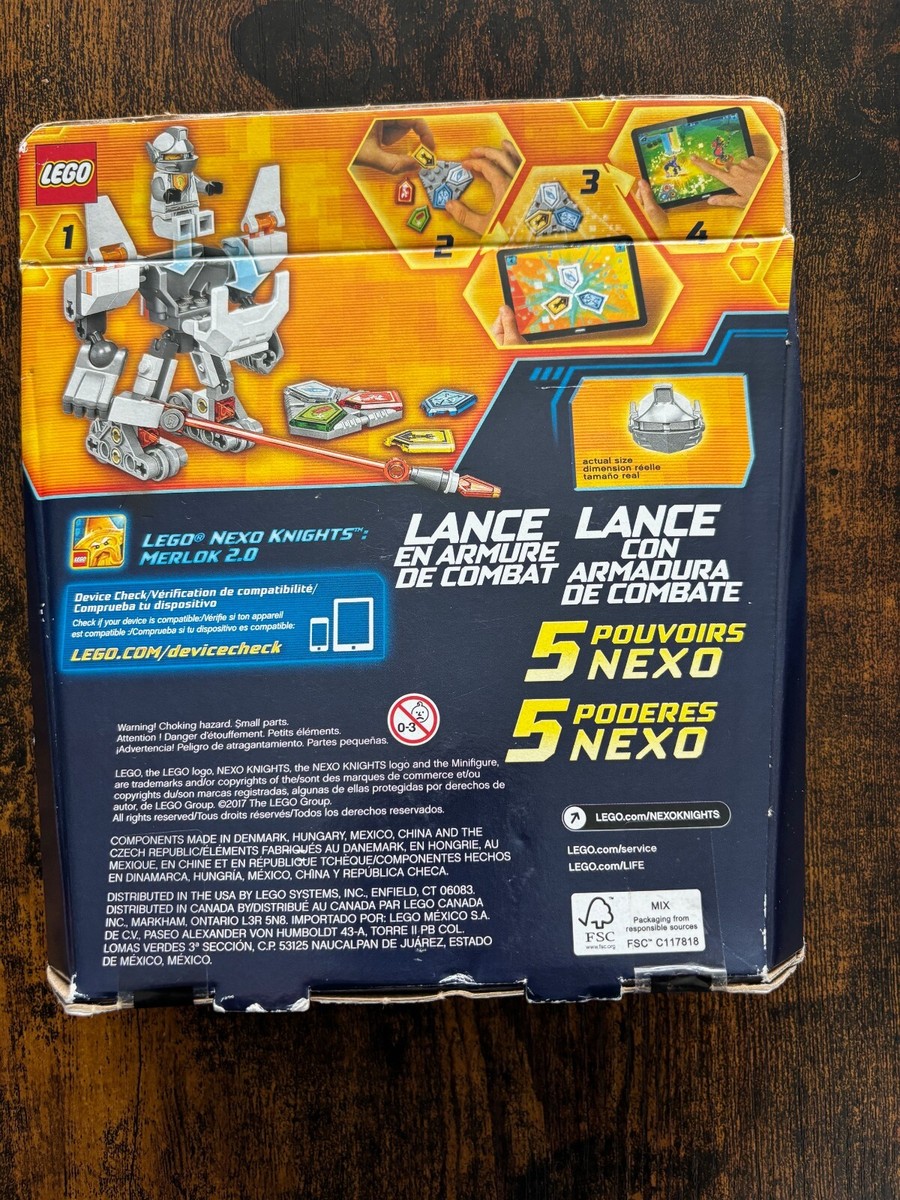 LEGO
1
2
3
4
actual size
dimension réelle
tamaño real
LEGO
LEGO® NEXO KNIGHTS™:
MERLOK 2.0
Device Check/Vérification de compatibilité/
Comprueba tu dispositivo
Check if your device is compatible:/Vérifie si ton appareil
est compatible :/Comprueba si tu dispositivo es compatible:
LEGO.COM/devicecheck
LANCE
EN ARMURE
DE COMBAT
LANCE
CON
ARMADURA
DE COMBATE
5 POUVOIRS
NEXO
5 PODERES
NEXO
Warning! Choking hazard. Small parts.
Attention ! Danger d'étouffement. Petits éléments.
¡Advertencia! Peligro de atragantamiento. Partes pequeñas.
0-3
LEGO, the LEGO logo, NEXO KNIGHTS, the NEXO KNIGHTS logo and the Minifigure,
are trademarks and/or copyrights of the/sont des marques de commerce et/ou
copyrights du/son marcas registradas, algunas de ellas protegidas por derechos de
autor, de LEGO Group. ©2017 The LEGO Group.
All rights reserved/Tous droits réservés/Todos los derechos reservados.
COMPONENTS MADE IN DENMARK, HUNGARY, MEXICO, CHINA AND THE
CZECH REPUBLIC/ÉLÉMENTS FABRIQUÉS AU DANEMARK, EN HONGRIE, AU
MEXIQUE, EN CHINE ET EN RÉPUBLIQUE TCHÈQUE/COMPONENTES HECHOS
EN DINAMARCA, HUNGRÍA, MÉXICO, CHINA Y REPÚBLICA CHECA.
DISTRIBUTED IN THE USA BY LEGO SYSTEMS, INC., ENFIELD, CT 06083.
DISTRIBUTED IN CANADA BY/DISTRIBUÉ AU CANADA PAR LEGO CANADA
INC., MARKHAM, ONTARIO L3R 5N8. IMPORTADO POR: LEGO MÉXICO S.A.
DE C.V., PASEO ALEXANDER VON HUMBOLDT 43-A, TORRE II PB COL.
LOMAS VERDES 3ª SECCIÓN, C.P. 53125 NAUCALPAN DE JUÁREZ, ESTADO
DE MÉXICO, MÉXICO.
LEGO.com/NEXOKNIGHTS
LEGO.com/service
LEGO.com/LIFE
FSC
www.fsc.org
MIX
Packaging from
responsible sources
FSC™ C117818